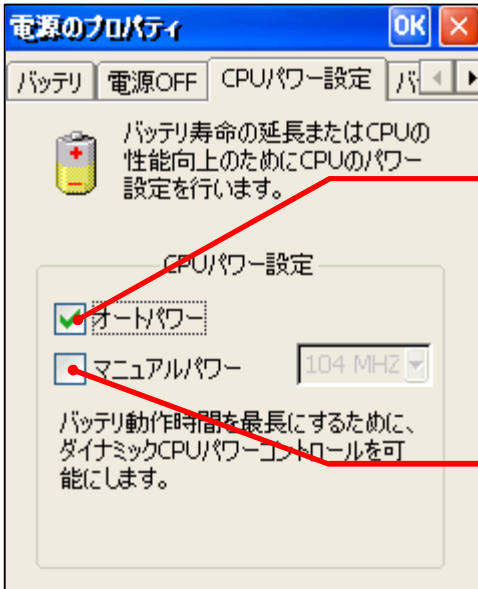 電源のプロパティ OK
バッテリ 電源OFF CPUパワー設定
バッテリ寿命の延長またはCPUの
性能向上のためにCPUのパワー
設定を行います。
CPUパワー設定
オートパワー
マニュアルパワー 104 MHZ
バッテリ動作時間を最長にするために、
ダイナミックCPUパワーコントロールを可
能にします。